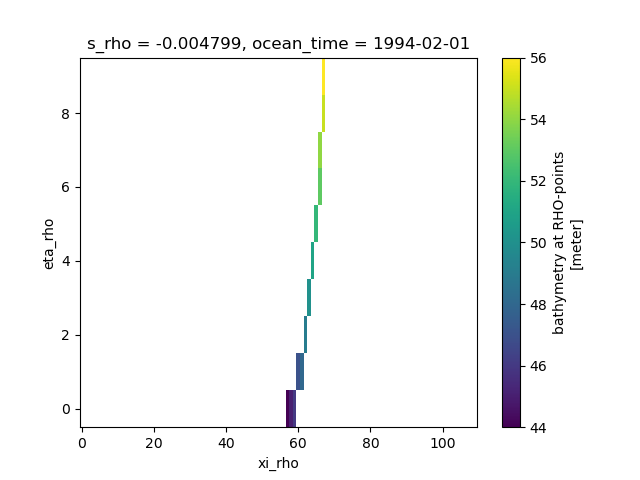 s_rho = -0.004799, ocean_time = 1994-02-01
eta_rho
8
6
4
2
0
0 20 40 60 80 100
xi_rho
56
54
52
50
48
46
44
bathymetry at RHO-points
[meter]